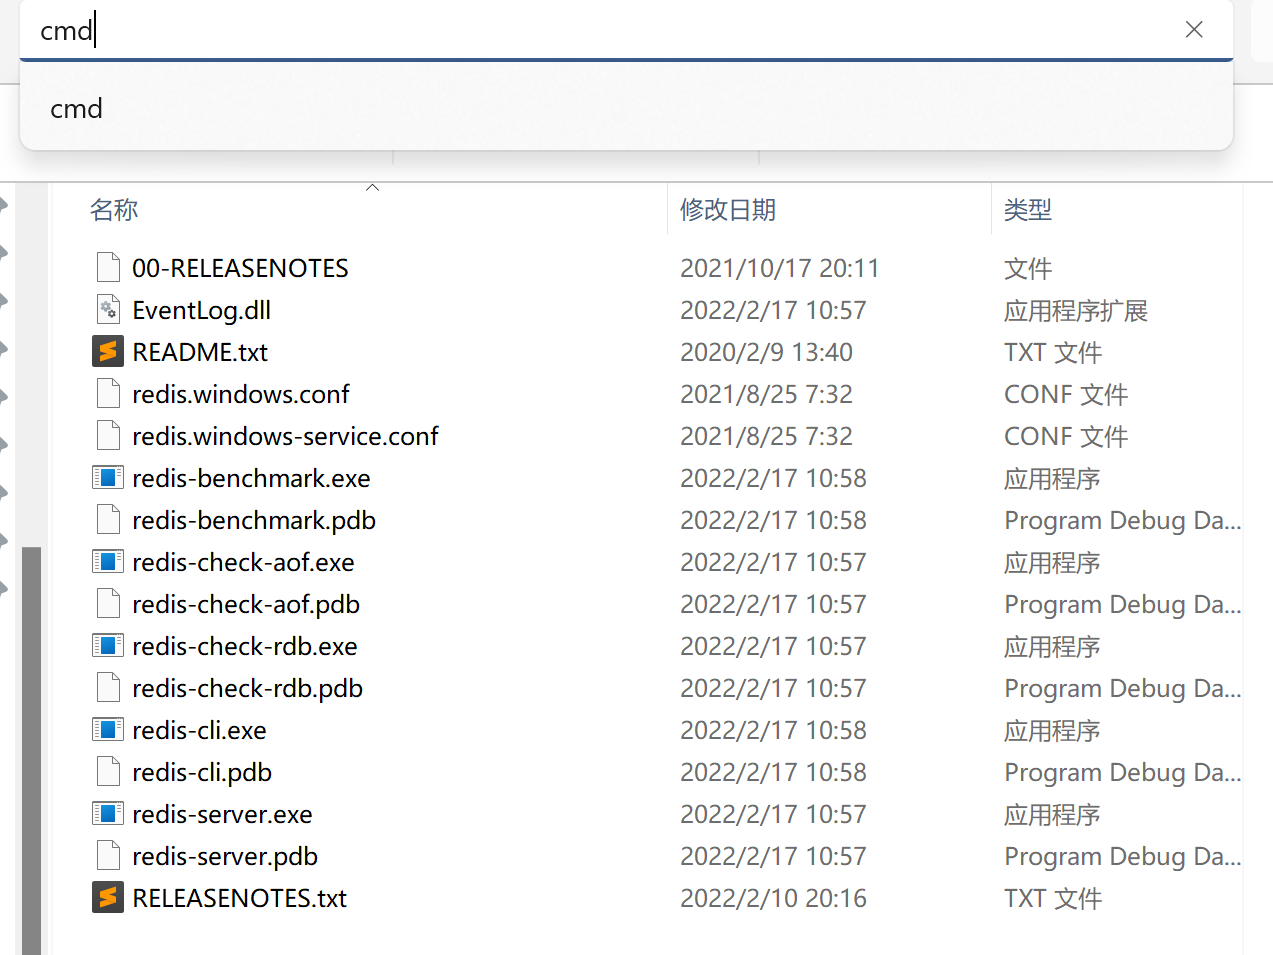 cmd
cmd
名称 修改日期 类型
00-RELEASENOTES 2021/10/17 20:11 文件
EventLog.dll 2022/2/17 10:57 应用程序扩展
README.txt 2020/2/9 13:40 TXT 文件
redis.windows.conf 2021/8/25 7:32 CONF 文件
redis.windows-service.conf 2021/8/25 7:32 CONF 文件
redis-benchmark.exe 2022/2/17 10:58 应用程序
redis-benchmark.pdb 2022/2/17 10:58 Program Debug Da...
redis-check-aof.exe 2022/2/17 10:57 应用程序
redis-check-aof.pdb 2022/2/17 10:57 Program Debug Da...
redis-check-rdb.exe 2022/2/17 10:57 应用程序
redis-check-rdb.pdb 2022/2/17 10:57 Program Debug Da...
redis-cli.exe 2022/2/17 10:58 应用程序
redis-cli.pdb 2022/2/17 10:58 Program Debug Da...
redis-server.exe 2022/2/17 10:57 应用程序
redis-server.pdb 2022/2/17 10:57 Program Debug Da...
RELEASENOTES.txt 2022/2/10 20:16 TXT 文件